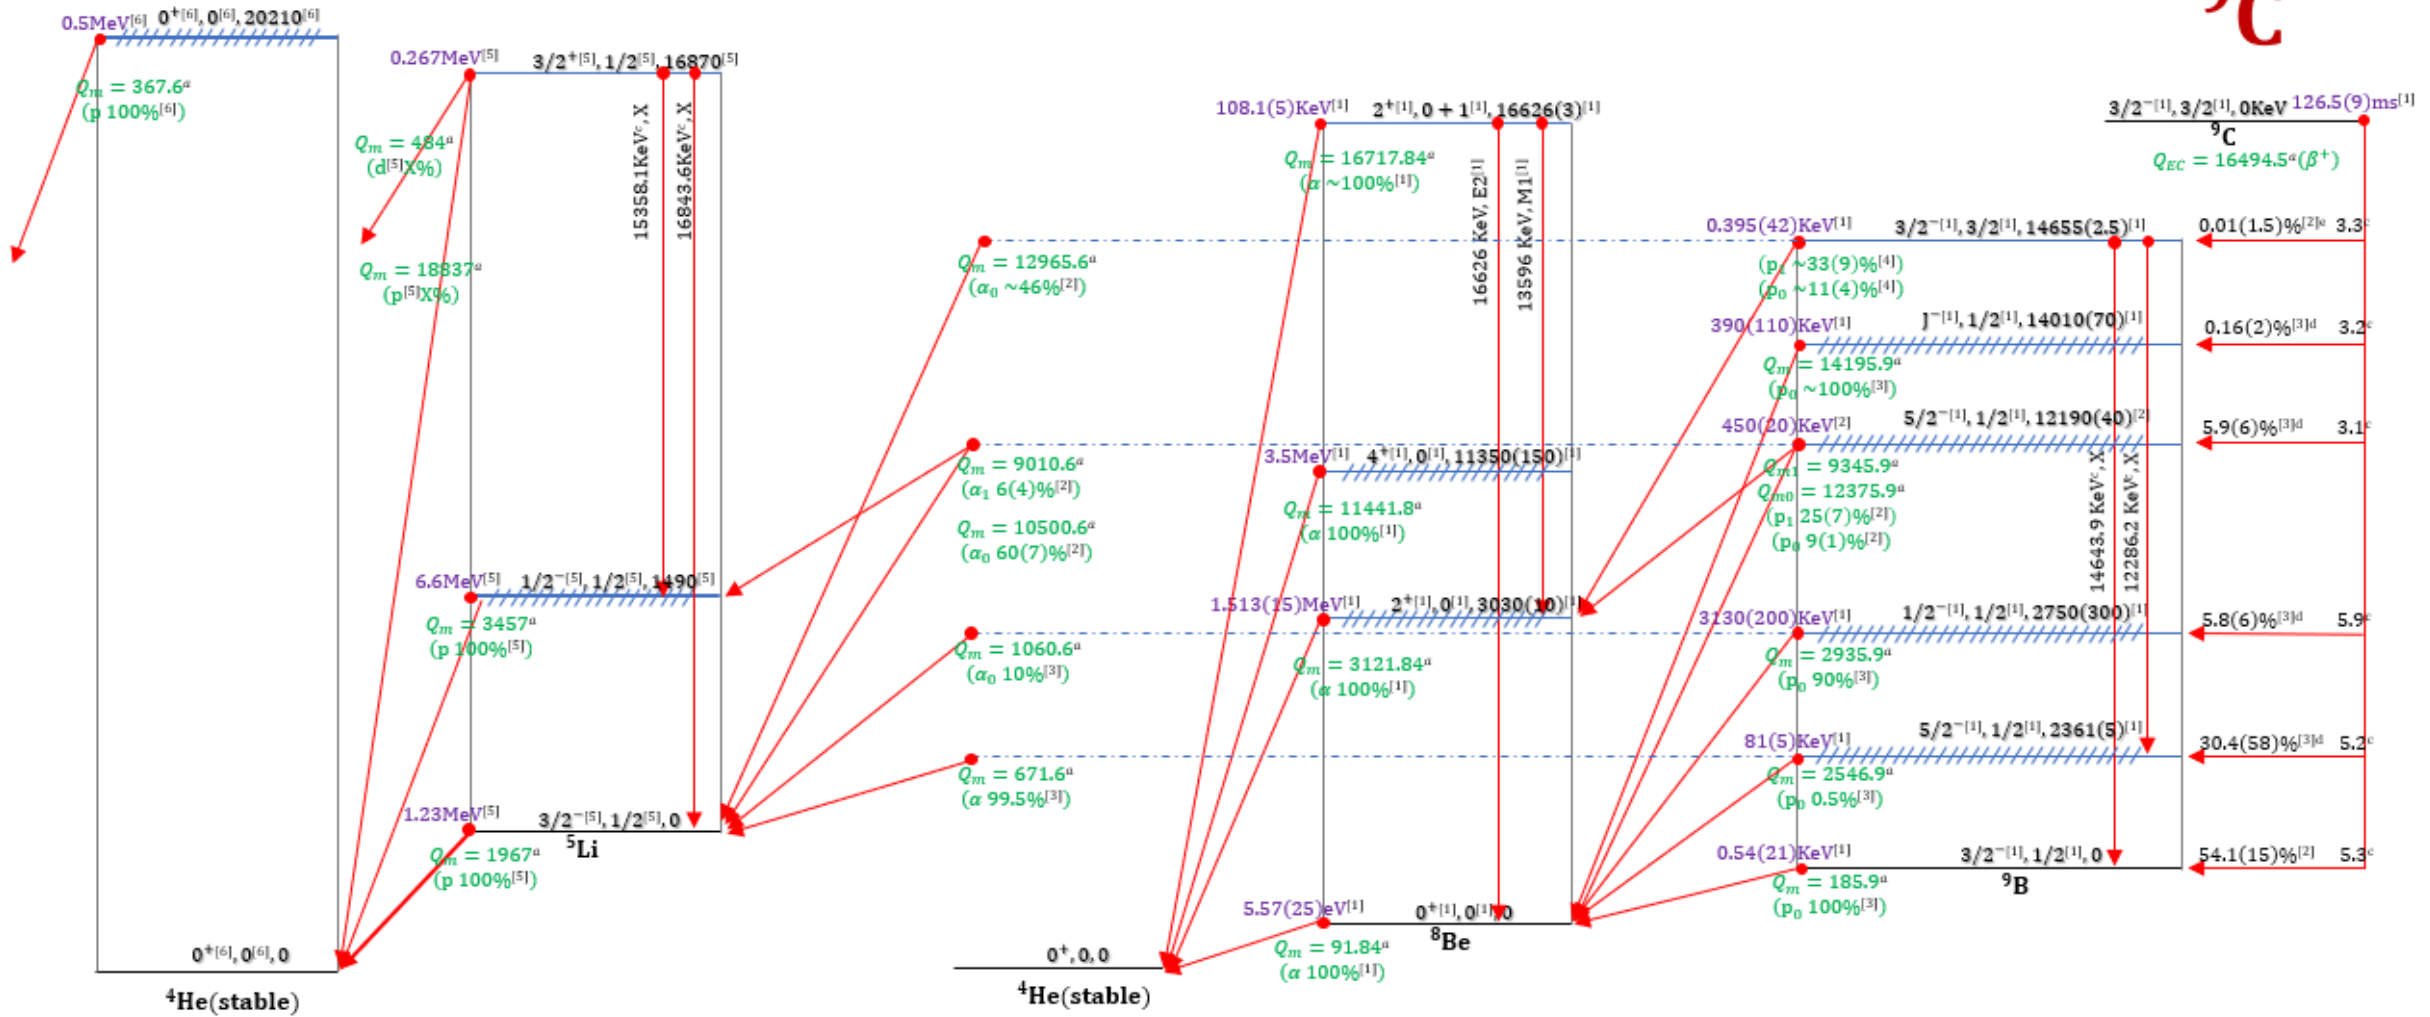 ⁹C
0.5MeV[6] 0⁺[6], 0[6], 20210[6]
Qm = 367.6ᵃ
(p 100%[6])
0⁺[6], 0[6], 0
⁴He(stable)
0.267MeV[5] 3/2⁺[5], 1/2[5], 16870[5]
Qm = 484ᵃ
(d[5]X%)
Qm = 18837ᵃ
(p[5]X%)
15358.1KeVᶜ, X
16843.6KeVᶜ, X
6.6MeV[5] 1/2⁻[5], 1/2[5], 1490[5]
Qm = 3457ᵃ
(p 100%[5])
1.23MeV[5] 3/2⁻[5], 1/2[5], 0
⁵Li
Qm = 1967ᵃ
(p 100%[5])
Qm = 12965.6ᵃ
(α₀ ~46%[2])
Qm = 9010.6ᵃ
(α₁ 6(4)%[2])
Qm = 10500.6ᵃ
(α₀ 60(7)%[2])
Qm = 1060.6ᵃ
(α₀ 10%[3])
Qm = 671.6ᵃ
(α 99.5%[3])
0⁺, 0, 0
⁴He(stable)
108.1(5)KeV[1] 2⁺[1], 0 + 1[1], 16626(3)[1]
Qm = 16717.84ᵃ
(α ~100%[1])
16626 KeV, E2[1]
13596 KeV, M1[1]
3.5MeV[1] 4⁺[1], 0[1], 11350(150)[1]
Qm = 11441.8ᵃ
(α 100%[1])
1.513(15)MeV[1] 2⁺[1], 0[1], 3030(10)[1]
Qm = 3121.84ᵃ
(α 100%[1])
5.57(25)eV[1] 0⁺[1], 0[1], 0
⁸Be
Qm = 91.84ᵃ
(α 100%[1])
3/2⁻[1], 3/2[1], 0KeV 126.5(9)ms[1]
⁹C
QEC = 16494.5ᵃ(β⁺)
0.395(42)KeV[1] 3/2⁻[1], 3/2[1], 14655(2.5)[1] 0.01(1.5)%[2]ᵉ 3.3ᶜ
(p₁ ~33(9)%[4])
(p₀ ~11(4)%[4])
390(110)KeV[1] J⁻[1], 1/2[1], 14010(70)[1] 0.16(2)%[3]ᵈ 3.2ᶜ
Qm = 14195.9ᵃ
(p₀ ~100%[3])
450(20)KeV[2] 5/2⁻[1], 1/2[1], 12190(40)[2] 5.9(6)%[3]ᵈ 3.1ᶜ
Qm1 = 9345.9ᵃ
Qm0 = 12375.9ᵃ
(p₁ 25(7)%[2])
(p₀ 9(1)%[2])
14643.9 KeVᶜ, X
12286.2 KeVᶜ, X
3130(200)KeV[1] 1/2⁻[1], 1/2[1], 2750(300)[1] 5.8(6)%[3]ᵈ 5.9ᶜ
Qm = 2935.9ᵃ
(p₀ 90%[3])
81(5)KeV[1] 5/2⁻[1], 1/2[1], 2361(5)[1] 30.4(58)%[3]ᵈ 5.2ᶜ
Qm = 2546.9ᵃ
(p₀ 0.5%[3])
0.54(21)KeV[1] 3/2⁻[1], 1/2[1], 0 54.1(15)%[2] 5.3ᶜ
⁹B
Qm = 185.9ᵃ
(p₀ 100%[3])